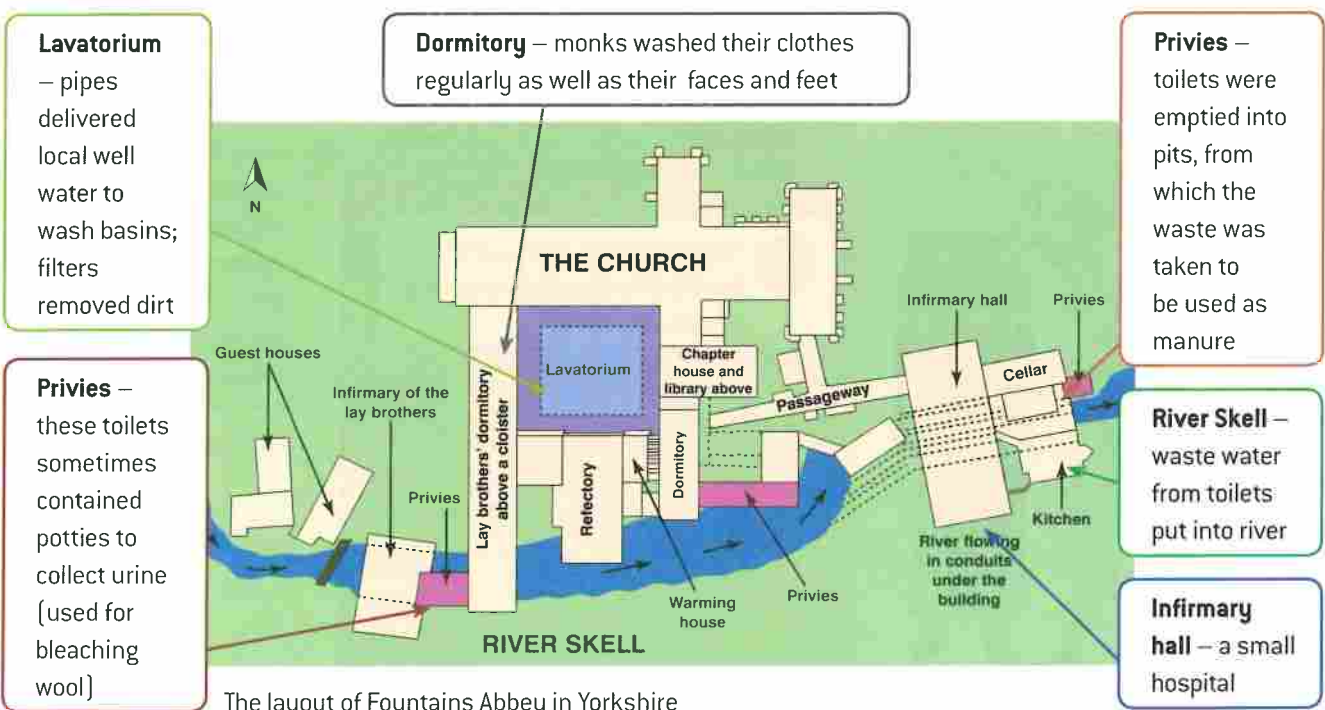 Lavatorium
– pipes
delivered
local well
water to
wash basins;
filters
removed dirt
Dormitory – monks washed their clothes
regularly as well as their faces and feet
Privies –
toilets were
emptied into
pits, from
which the
waste was
taken to
be used as
manure
N
THE CHURCH
Infirmary hall
Privies
Guest houses
Infirmary of the
lay brothers
Lavatorium
Chapter
house and
library above
Passageway
Cellar
Privies –
these toilets
sometimes
contained
potties to
collect urine
(used for
bleaching
wool)
Privies
Lay brothers' dormitory
above a cloister
Refectory
Dormitory
River Skell –
waste water
from toilets
put into river
Kitchen
River flowing
in conduits
under the
building
Warming
house
Privies
RIVER SKELL
Infirmary
hall – a small
hospital
The layout of Fountains Abbey in Yorkshire